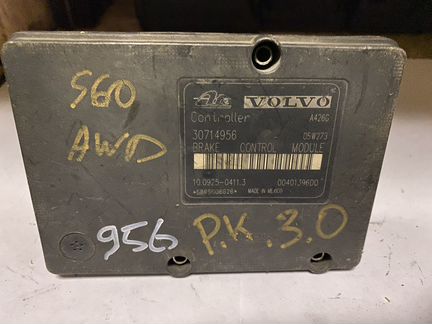 S60
AWD
Ate VOLVO
Controller A426G
30714956 05W273
BRAKE CONTROL MODULE
10.0925-0411.3 00401396D0
MADE IN MEXICO
956 P.K.3.0